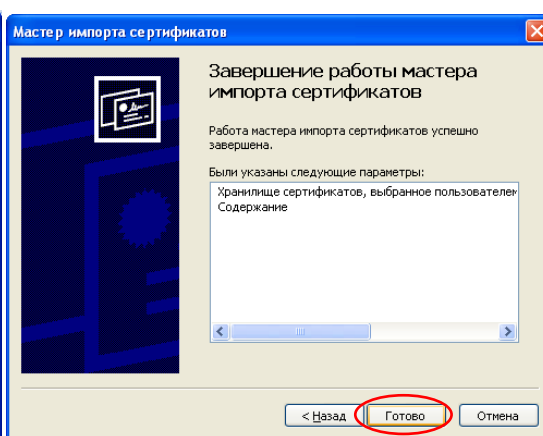 Мастер импорта сертификатов
Завершение работы мастера
импорта сертификатов
Работа мастера импорта сертификатов успешно
завершена.
Были указаны следующие параметры:
Хранилище сертификатов, выбранное пользователем
Содержание
< Назад
Готово
Отмена